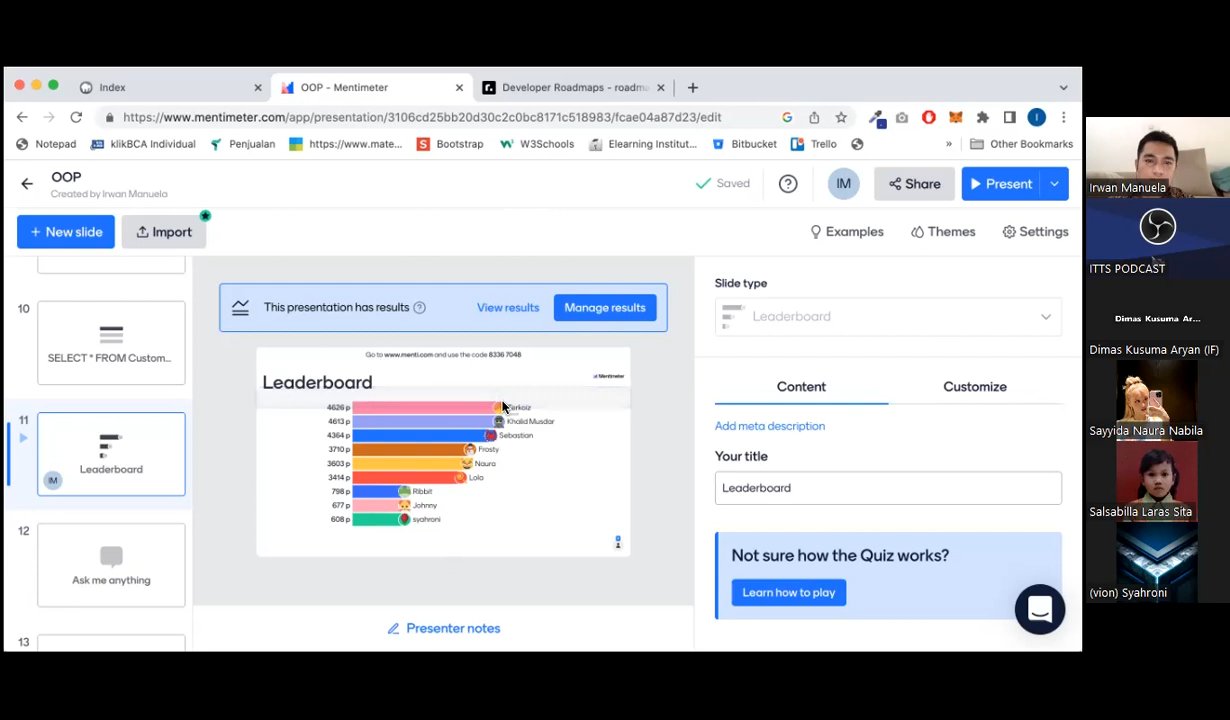 Index
OOP - Mentimeter
Developer Roadmaps - roadma
https://www.mentimeter.com/app/presentation/3106cd25bb20d30c2c0bc8171c518983/fcae04a87d23/edit
Notepad
klikBCA Individual
Penjualan
https://www.mate...
Bootstrap
W3Schools
Elearning Institut...
Bitbucket
Trello
»
Other Bookmarks
OOP
Created by Irwan Manuela
Saved
IM
Share
Present
+ New slide
Import
Examples
Themes
Settings
10
SELECT * FROM Custom...
11
Leaderboard
IM
12
Ask me anything
13
This presentation has results
View results
Manage results
Go to www.menti.com and use the code 8336 7048
Leaderboard
Mentimeter
4626 p
4613 p Khalid Musdar
4364 p Sebastian
3710 p Frosty
3603 p Naura
3414 p Lola
798 p Ribbit
677 p Johnny
608 p syahroni
Presenter notes
Slide type
Leaderboard
Content
Customize
Add meta description
Your title
Leaderboard
Not sure how the Quiz works?
Learn how to play
Irwan Manuela
ITTS PODCAST
Dimas Kusuma Ar...
Dimas Kusuma Aryan (IF)
Sayyida Naura Nabila
Salsabilla Laras Sita
(vion) Syahroni